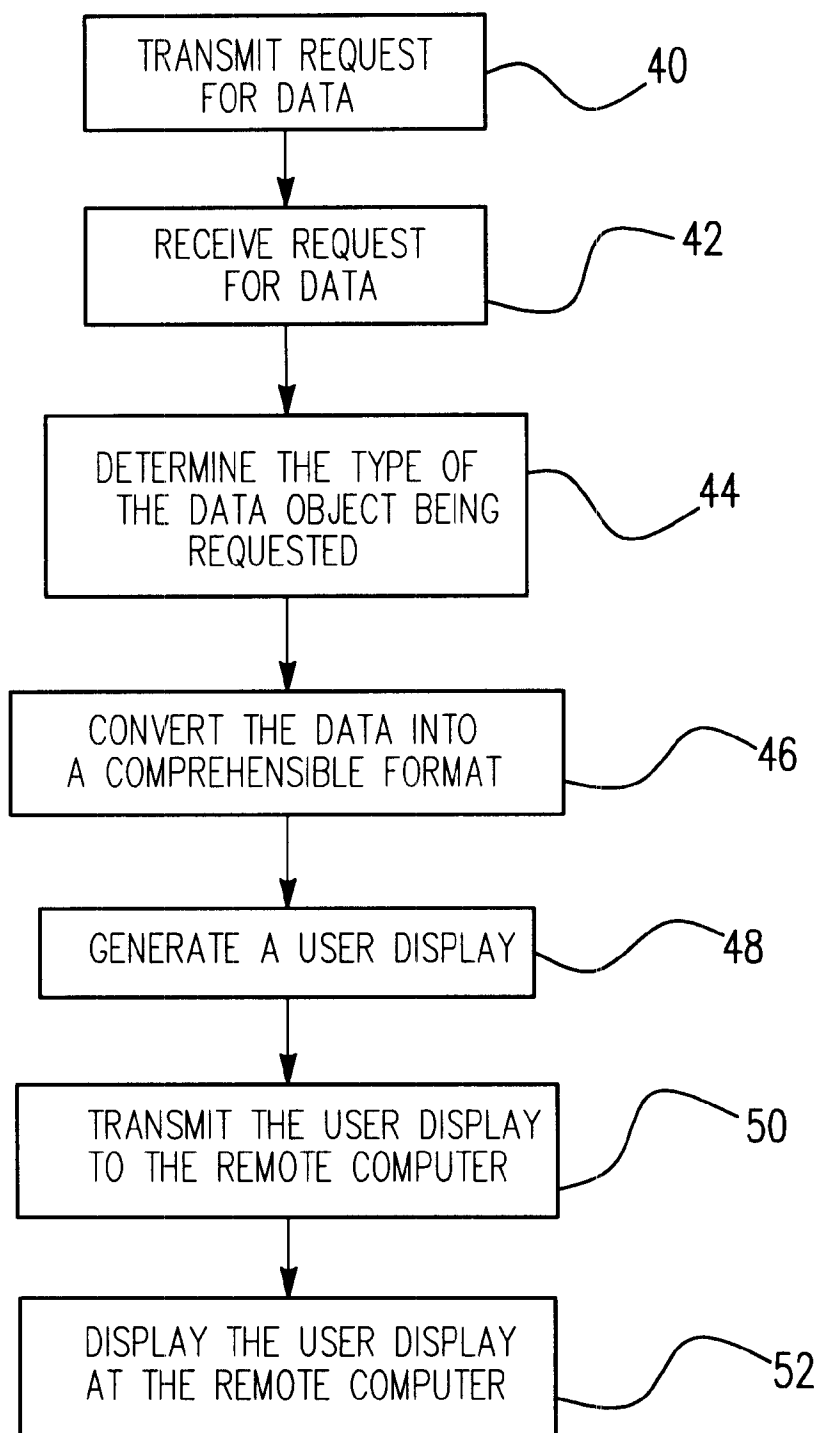 TRANSMIT REQUEST
FOR DATA
40
RECEIVE REQUEST
FOR DATA
42
DETERMINE THE TYPE OF
THE DATA OBJECT BEING
REQUESTED
44
CONVERT THE DATA INTO
A COMPREHENSIBLE FORMAT
46
GENERATE A USER DISPLAY
48
TRANSMIT THE USER DISPLAY
TO THE REMOTE COMPUTER
50
DISPLAY THE USER DISPLAY
AT THE REMOTE COMPUTER
52